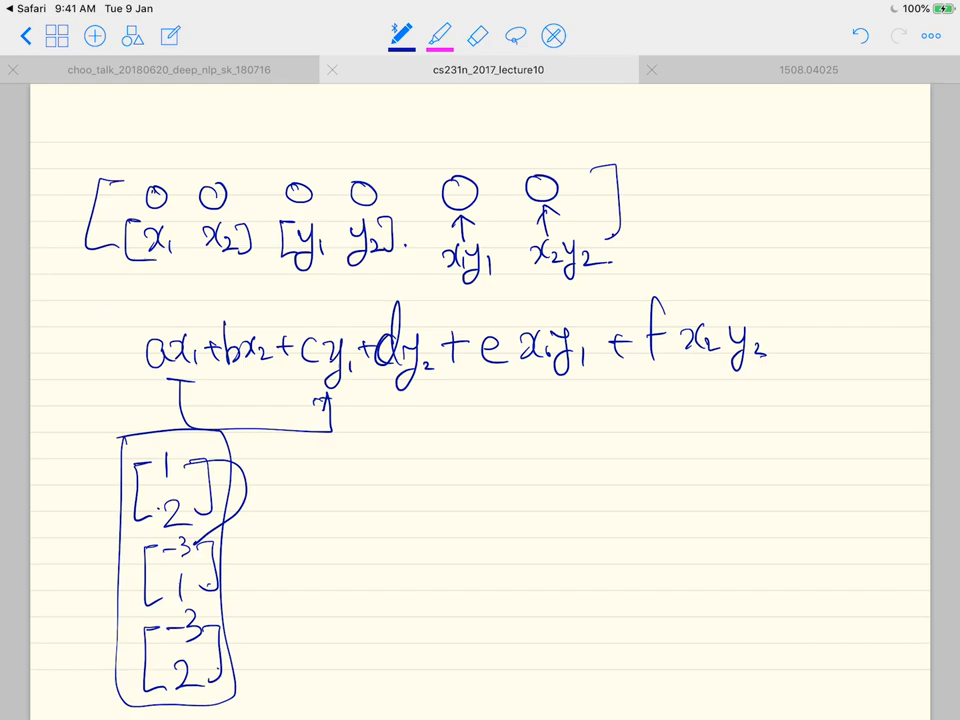 Safari 9:41 AM Tue 9 Jan 100%
choo_talk_20180620_deep_nlp_sk_180716 cs231n_2017_lecture10 1508.04025
[x₁ x₂] [y₁ y₂].
x₁y₁ x₂y₂.
ax₁+bx₂+cy₁+dy₂+ex₁y₁+fx₂y₂
1
2
-3
1
-3
2